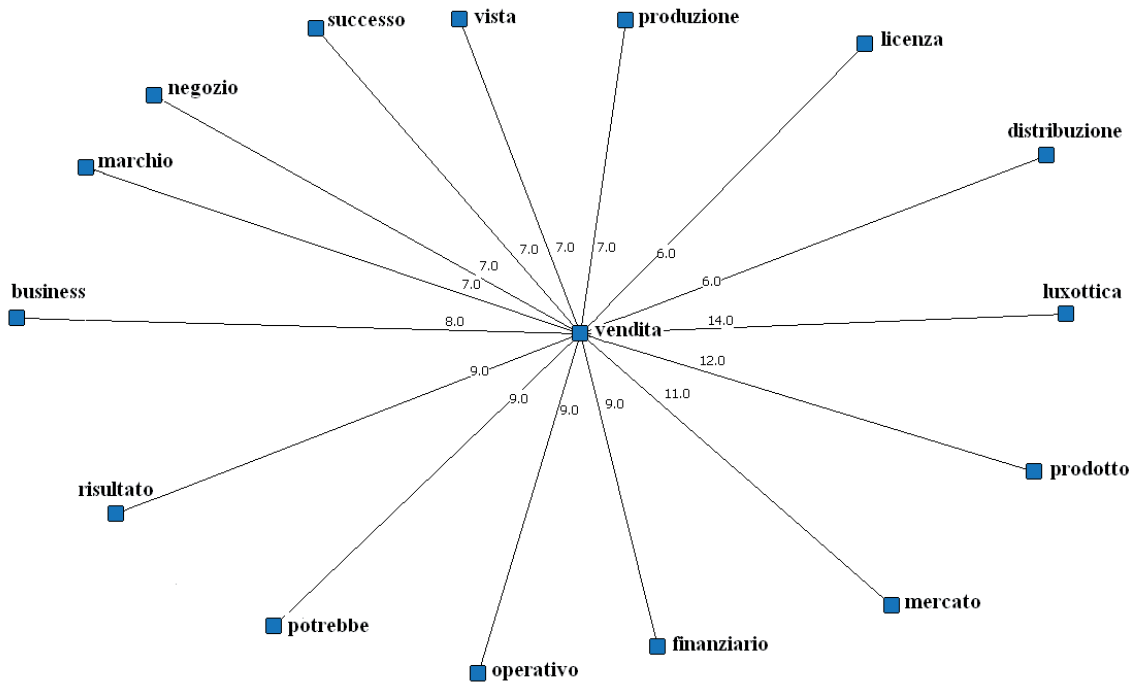 successo
vista
produzione
licenza
negozio
distribuzione
marchio
7.0
7.0
7.0
6.0
7.0
7.0
6.0
business
luxottica
8.0
vendita
14.0
9.0
12.0
9.0
9.0
9.0
11.0
risultato
prodotto
potrebbe
mercato
operativo
finanziario